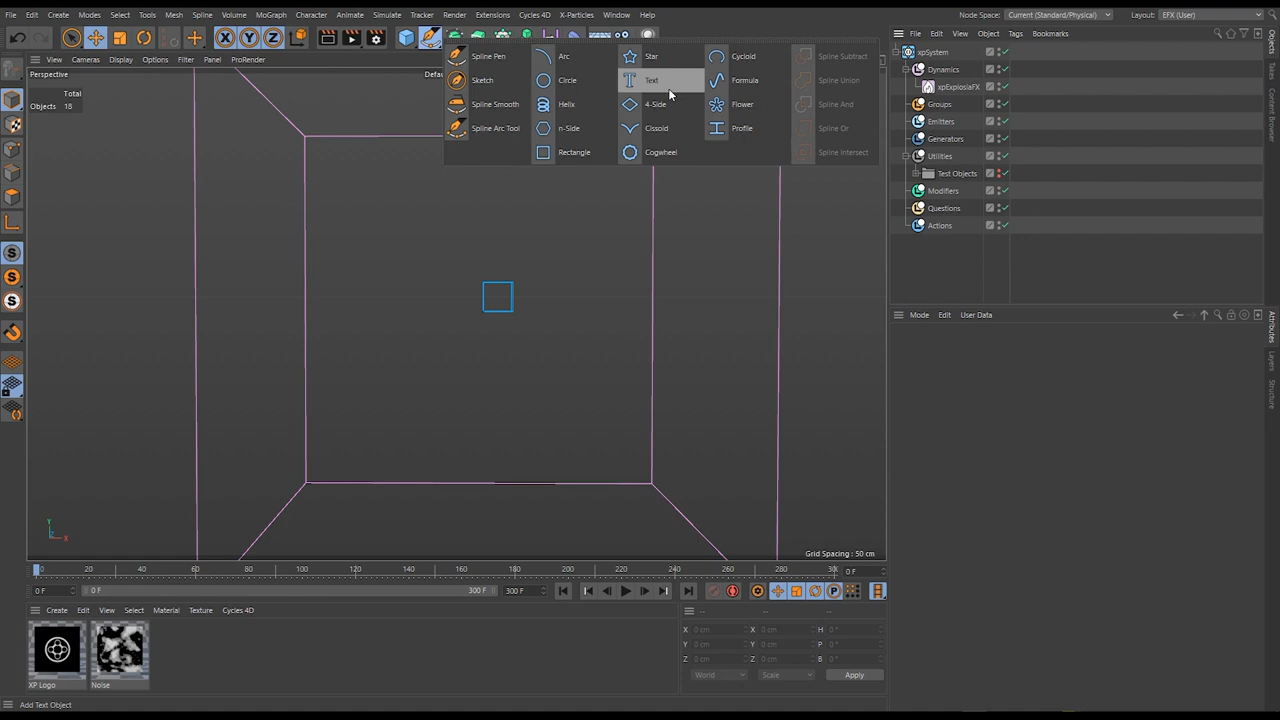 File Edit Create Modes Select Tools Mesh Spline Volume MoGraph Character Animate Simulate Tracker Render Extensions Cycles 4D X-Particles Window Help
Node Space: Current (Standard/Physical) Layout: EFX (User)
X Y Z
File Edit View Object Tags Bookmarks
View Cameras Display Options Filter Panel ProRender
Perspective
Defau
Total
Objects 18
Spline Pen Arc Star Cycloid Spline Subtract
Sketch Circle Text Formula Spline Union
Spline Smooth Helix 4-Side Flower Spline And
Spline Arc Tool n-Side Cissoid Profile Spline Or
Rectangle Cogwheel Spline Intersect
xpSystem
Dynamics
xpExplosiaFX
Groups
Emitters
Generators
Utilities
Test Objects
Modifiers
Questions
Actions
Objects
Mode Edit User Data
Attributes
Layers
Structure
Y
Z X
Grid Spacing : 50 cm
0 20 40 60 80 100 120 140 160 180 200 220 240 260 280 30 0 F
0 F 0 F 300 F 300 F
Create Edit View Select Material Texture Cycles 4D
XP Logo Noise
-- -- --
X 0 cm X 0 cm H 0 °
Y 0 cm Y 0 cm P 0 °
Z 0 cm Z 0 cm B 0 °
World Scale Apply
Add Text Object